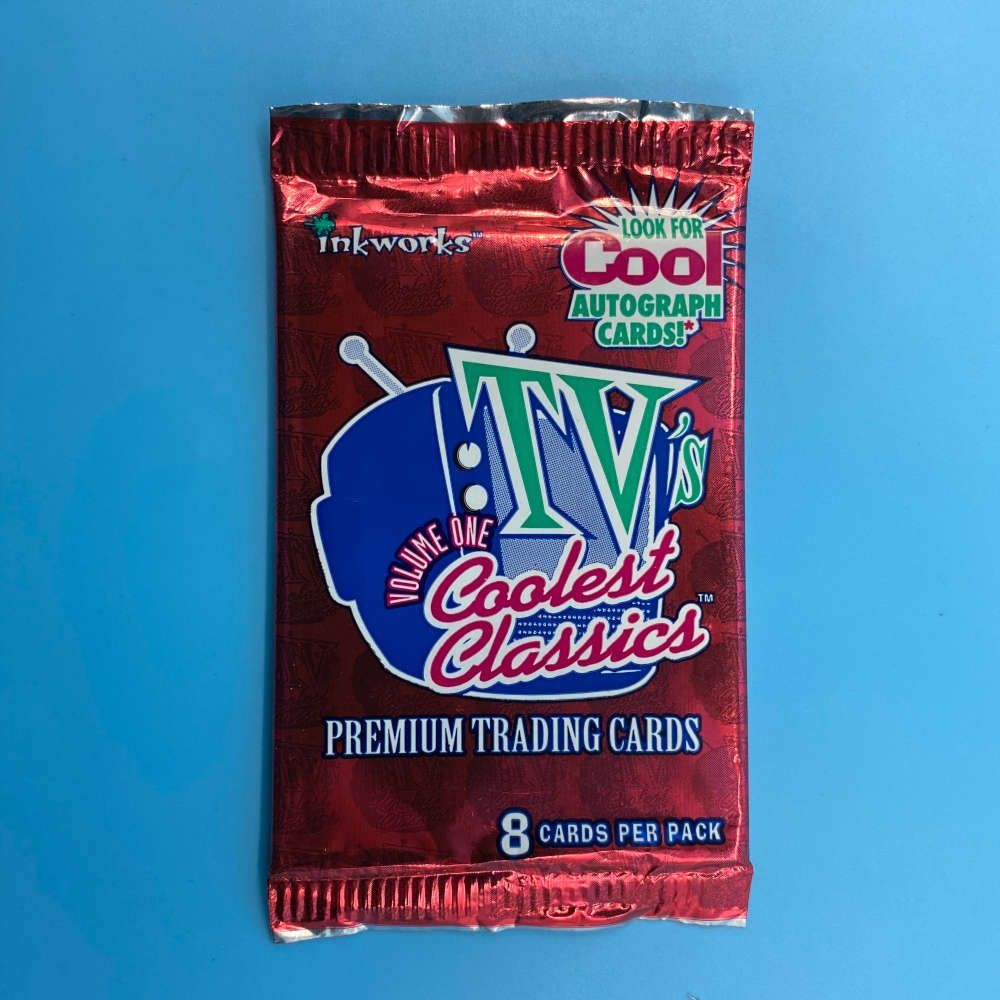 inkworks™
LOOK FOR
Cool
AUTOGRAPH
CARDS!*
TV's
VOLUME ONE
Coolest
Classics™
PREMIUM TRADING CARDS
8 CARDS PER PACK